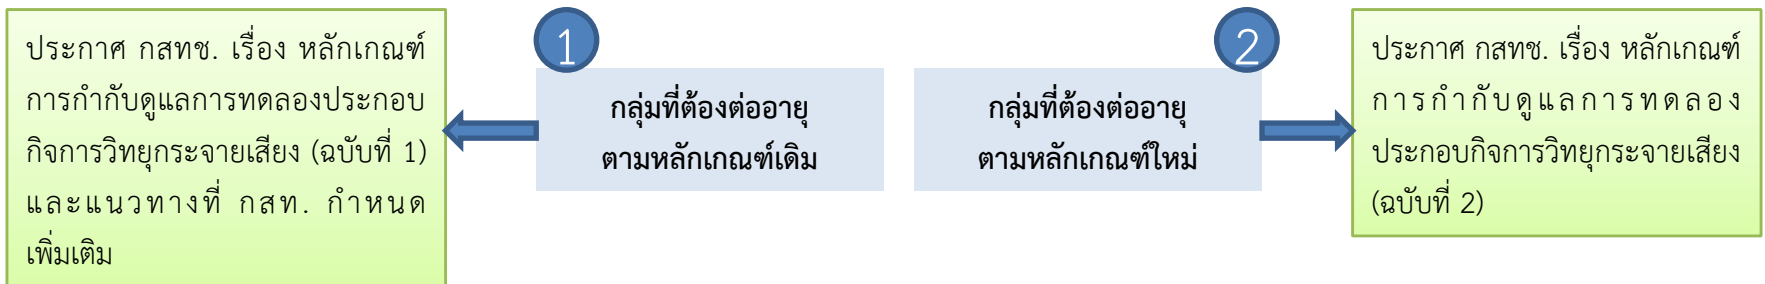 ประกาศ กสทช. เรื่อง หลักเกณฑ์
การกำกับดูแลการทดลองประกอบ
กิจการวิทยุกระจายเสียง (ฉบับที่ 1)
และแนวทางที่ กสท. กำหนด
เพิ่มเติม
1
กลุ่มที่ต้องต่ออายุ
ตามหลักเกณฑ์เดิม
2
กลุ่มที่ต้องต่ออายุ
ตามหลักเกณฑ์ใหม่
ประกาศ กสทช. เรื่อง หลักเกณฑ์
การกำกับดูแลการทดลอง
ประกอบกิจการวิทยุกระจายเสียง
(ฉบับที่ 2)